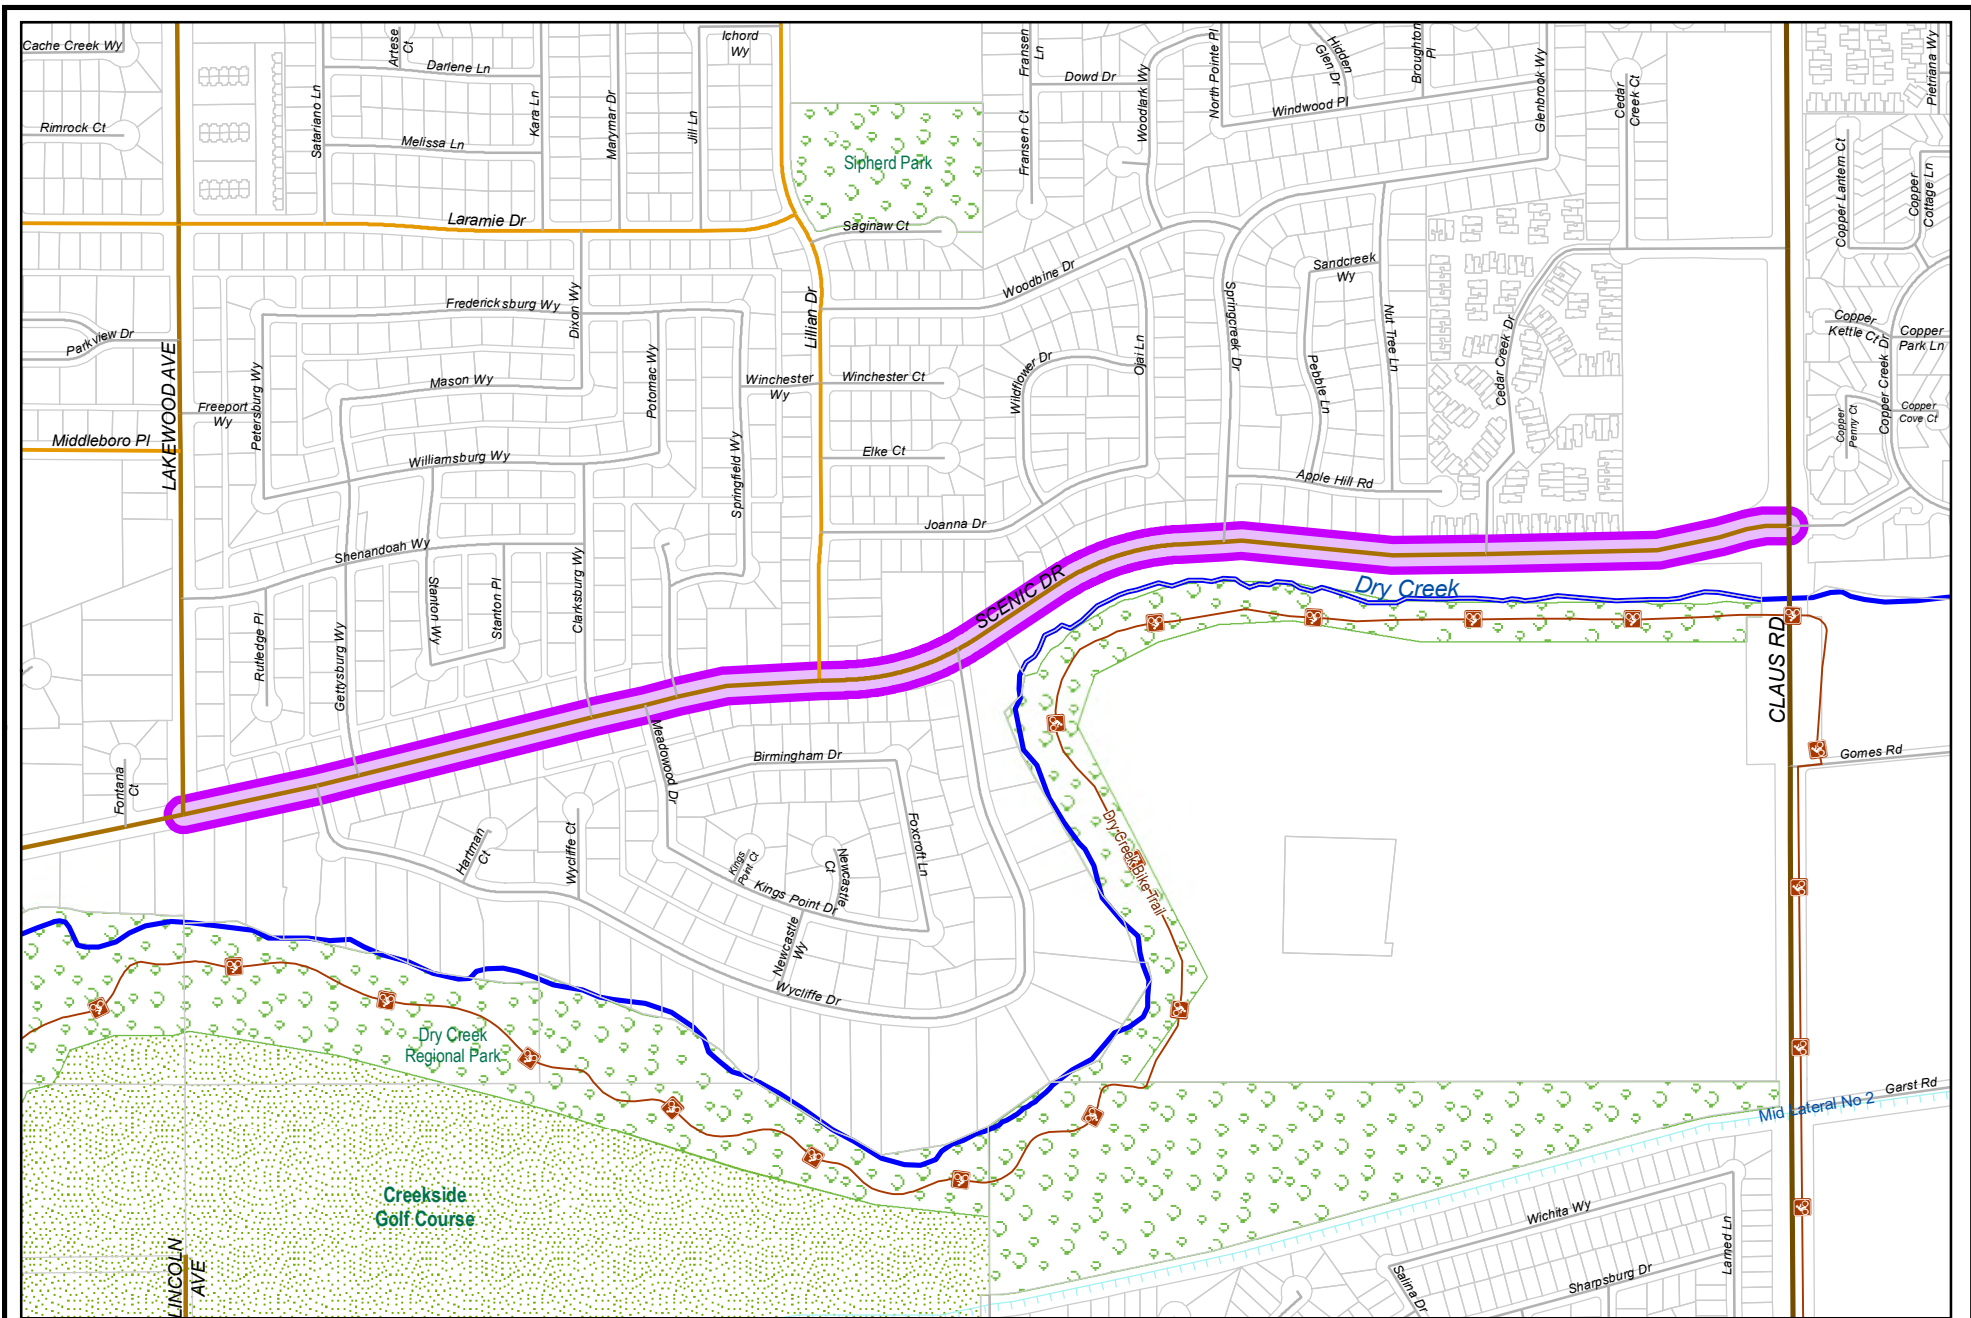 Cache Creek Wy
Artese
Ct
Darlene Ln
Ichord
Wy
Fransen
Ln
Dowd Dr
Woodlark Wy
North Pointe Pl
Hidden
Glen Dr
Broughton
Pl
Windwood Pl
Glenbrook Wy
Cedar
Creek Ct
Pietriana Wy
Rimrock Ct
Satariano Ln
Melissa Ln
Kara Ln
Marymar Dr
Jill Ln
Sipherd Park
Fransen Ct
Copper Lantern Ct
Copper
Cottage Ln
Laramie Dr
Saginaw Ct
Woodbine Dr
Sandcreek
Wy
Fredericksburg Wy
Dixon Wy
Lillian Dr
Springcreek Dr
Nut Tree Ln
Cedar Creek Dr
Copper
Kettle Ct
Copper
Park Ln
Parkview Dr
LAKEWOOD AVE
Petersburg Wy
Mason Wy
Potomac Wy
Winchester
Wy
Winchester Ct
Wildflower Dr
Ojai Ln
Pebble Ln
Copper Creek Dr
Copper
Penny Ct
Copper
Cove Ct
Freeport
Wy
Middleboro Pl
Williamsburg Wy
Springfield Wy
Elke Ct
Apple Hill Rd
Joanna Dr
Shenandoah Wy
Stanton Wy
Stanton Pl
Clarksburg Wy
SCENIC DR
Dry Creek
Rutledge Pl
Gettysburg Wy
CLAUS RD
Meadowood Dr
Birmingham Dr
Gomes Rd
Fontana
Ct
Hartman
Ct
Wycliffe Ct
Kings
Point Ct
Newcastle
Ct
Foxcroft Ln
Dry Creek Bike Trail
Kings Point Dr
Newcastle
Wy
Wycliffe Dr
Dry Creek
Regional Park
Garst Rd
Mid Lateral No 2
Creekside
Golf Course
Wichita Wy
Larned Ln
LINCOLN
AVE
Salina Dr
Sharpsburg Dr